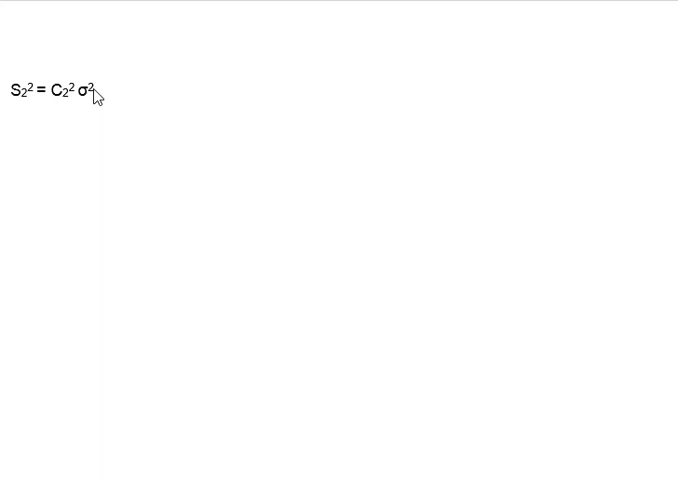 S₂² = C₂² σ²